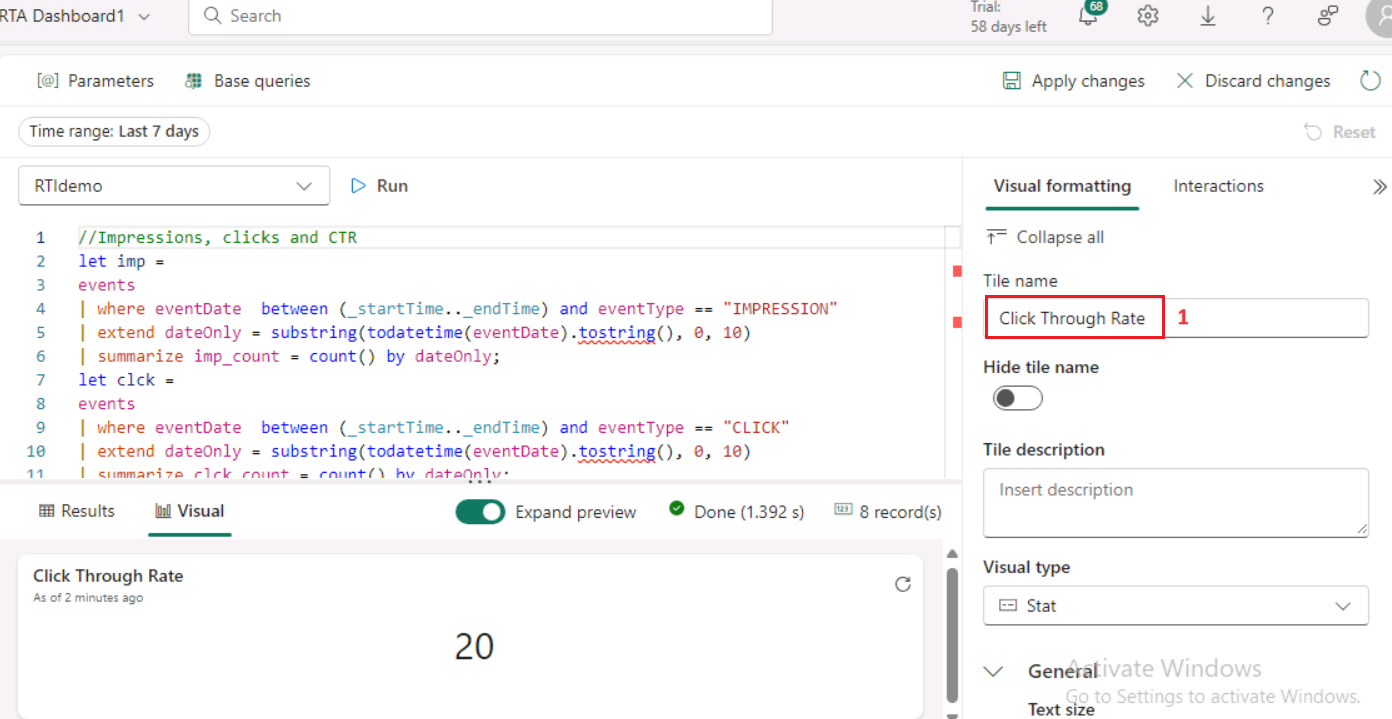 RTA Dashboard1
Search
Trial:
58 days left
68
?
[@] Parameters
Base queries
Apply changes
Discard changes
Time range: Last 7 days
Reset
RTIdemo
Run
1 //Impressions, clicks and CTR
2 let imp =
3 events
4 | where eventDate  between (_startTime.._endTime) and eventType == "IMPRESSION"
5 | extend dateOnly = substring(todatetime(eventDate).tostring(), 0, 10)
6 | summarize imp_count = count() by dateOnly;
7 let clck =
8 events
9 | where eventDate  between (_startTime.._endTime) and eventType == "CLICK"
10 | extend dateOnly = substring(todatetime(eventDate).tostring(), 0, 10)
11 | summarize clck_count = count() by dateOnly;
Results
Visual
Expand preview
Done (1.392 s)
123
8 record(s)
Click Through Rate
As of 2 minutes ago
20
Visual formatting
Interactions
Collapse all
Tile name
Click Through Rate
1
Hide tile name
Tile description
Insert description
Visual type
Stat
General
Text size
Activate Windows
Go to Settings to activate Windows.